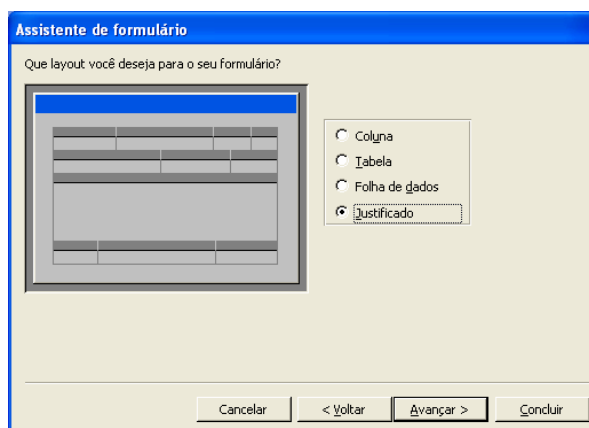 Assistente de formulário
Que layout você deseja para o seu formulário?
Coluna
Tabela
Folha de dados
Justificado
Cancelar
< Voltar
Avançar >
Concluir